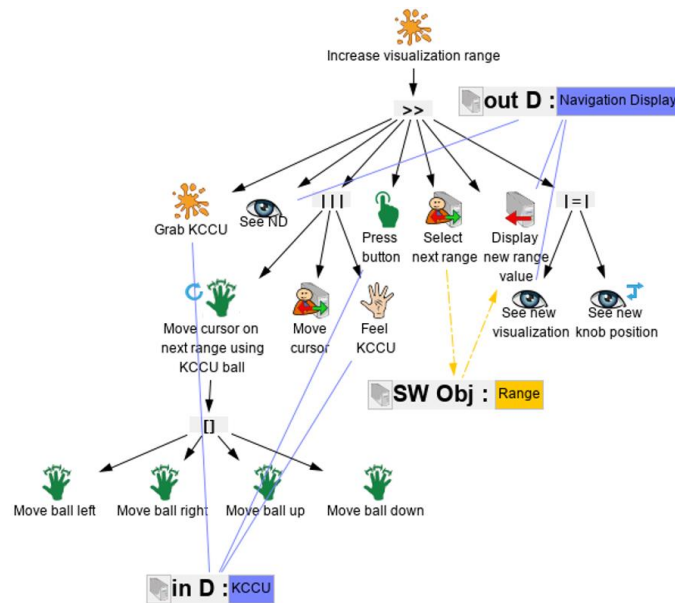 Increase visualization range
>>
out D : Navigation Display
Grab KCCU
See ND
|||
Press
button
Select
next range
Display
new range
value
|=|
Move cursor on
next range using
KCCU ball
Move
cursor
Feel
KCCU
See new
visualization
See new
knob position
SW Obj : Range
[]
Move ball left
Move ball right
Move ball up
Move ball down
in D : KCCU